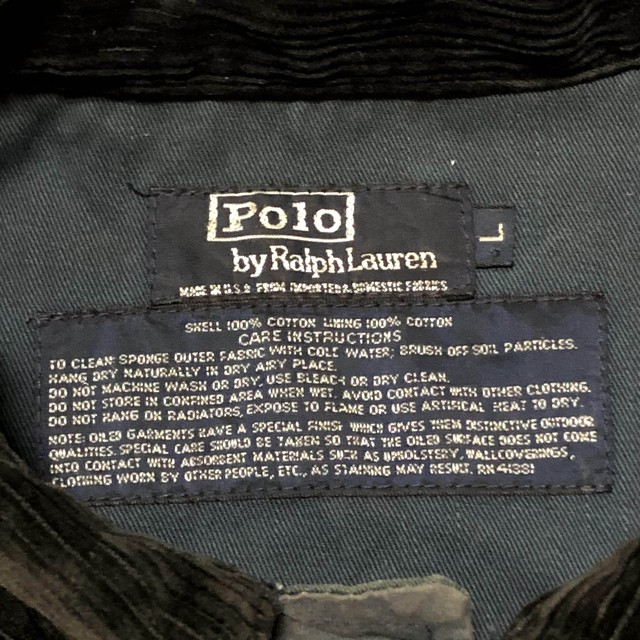 Polo
by Ralph Lauren
L
MADE IN U.S.A FROM IMPORTED & DOMESTIC FABRICS
SHELL 100% COTTON LINING 100% COTTON
CARE INSTRUCTIONS
TO CLEAN: SPONGE OUTER FABRIC WITH COLD WATER; BRUSH OFF SOIL PARTICLES.
HANG DRY NATURALLY IN DRY AIRY PLACE.
DO NOT MACHINE WASH OR DRY, USE BLEACH OR DRY CLEAN.
DO NOT STORE IN CONFINED AREA WHEN WET. AVOID CONTACT WITH OTHER CLOTHING.
DO NOT HANG ON RADIATORS, EXPOSE TO FLAME OR USE ARTIFICAL HEAT TO DRY.
NOTE: OILED GARMENTS HAVE A SPECIAL FINISH WHICH GIVES THEM DISTINCTIVE OUTDOOR
QUALITIES. SPECIAL CARE SHOULD BE TAKEN SO THAT THE OILED SURFACE DOES NOT COME
INTO CONTACT WITH ABSORBENT MATERIALS SUCH AS UPHOLSTERY, WALLCOVERINGS,
CLOTHING WORN BY OTHER PEOPLE, ETC., AS STAINING MAY RESULT. RN 41381